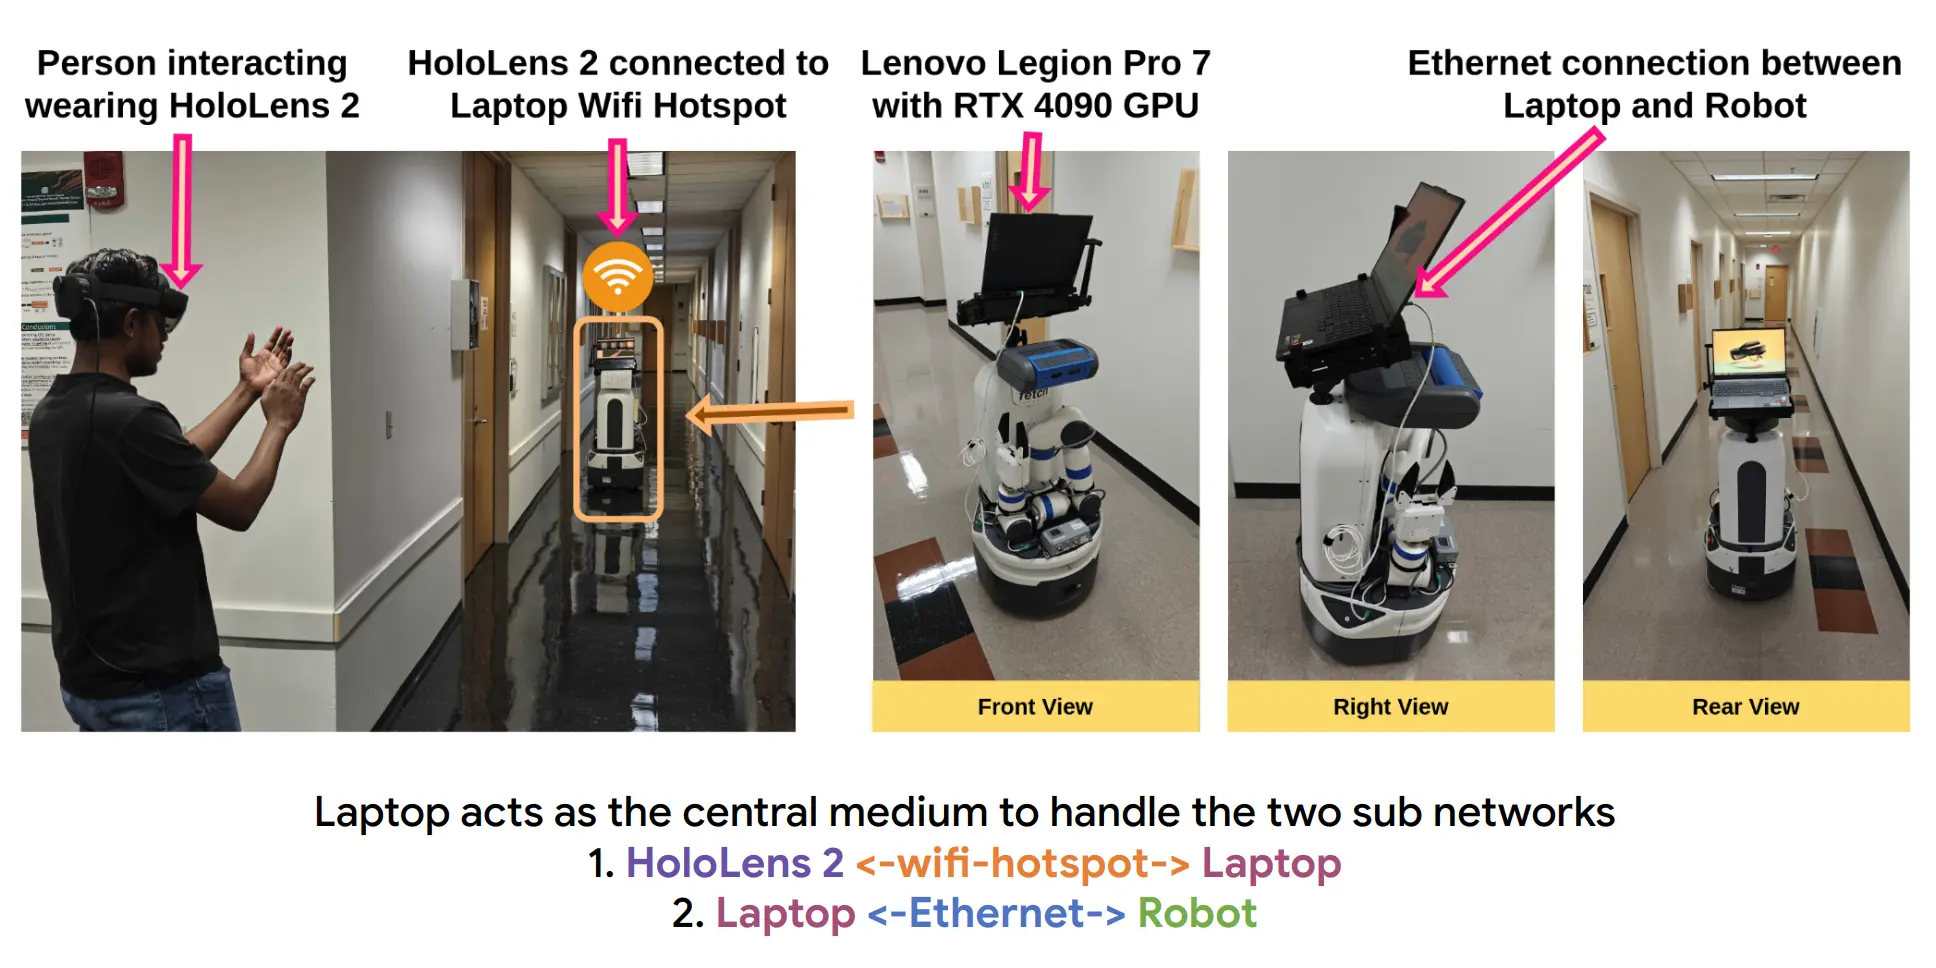 Person interacting
wearing HoloLens 2
HoloLens 2 connected to
Laptop Wifi Hotspot
Lenovo Legion Pro 7
with RTX 4090 GPU
Ethernet connection between
Laptop and Robot
Conclusions
fetch
Front View
Right View
Rear View
Laptop acts as the central medium to handle the two sub networks
1. HoloLens 2 <-wifi-hotspot-> Laptop
2. Laptop <-Ethernet-> Robot